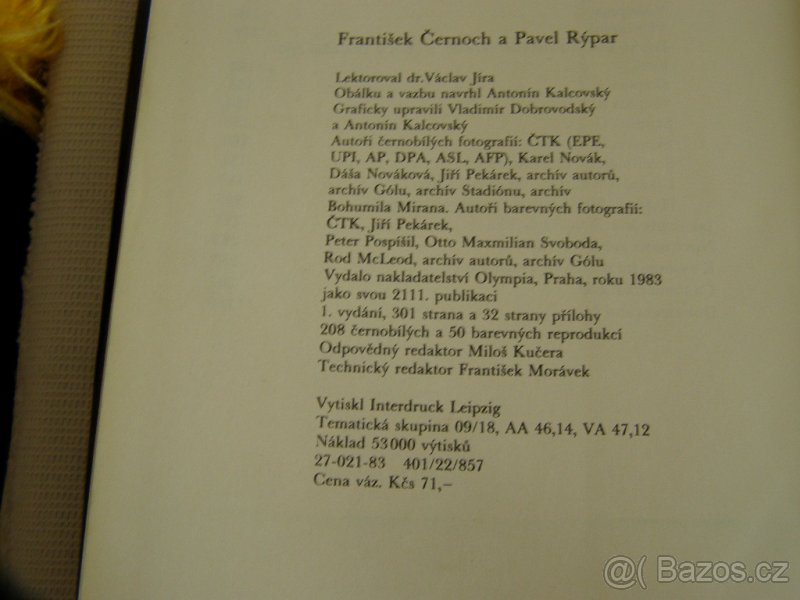 František Černoch a Pavel Rýpar
Lektoroval dr. Václav Jíra
Obálku a vazbu navrhl Antonín Kalcovský
Graficky upravili Vladimír Dobrovodský
a Antonín Kalcovský
Autoři černobílých fotografií: ČTK (EPE,
UPI, AP, DPA, ASL, AFP), Karel Novák,
Dáša Nováková, Jiří Pekárek, archív autorů,
archív Gólu, archív Stadiónu, archív
Bohumila Mirana. Autoři barevných fotografií:
ČTK, Jiří Pekárek,
Peter Pospíšil, Otto Maxmilian Svoboda,
Rod McLeod, archív autorů, archív Gólu
Vydalo nakladatelství Olympia, Praha, roku 1983
jako svou 2111. publikaci
1. vydání, 301 strana a 32 strany přílohy
208 černobílých a 50 barevných reprodukcí
Odpovědný redaktor Miloš Kučera
Technický redaktor František Morávek
Vytiskl Interdruck Leipzig
Tematická skupina 09/18, AA 46,14, VA 47,12
Náklad 53 000 výtisků
27-021-83 401/22/857
Cena váz. Kčs 71,–
@( Bazos.cz